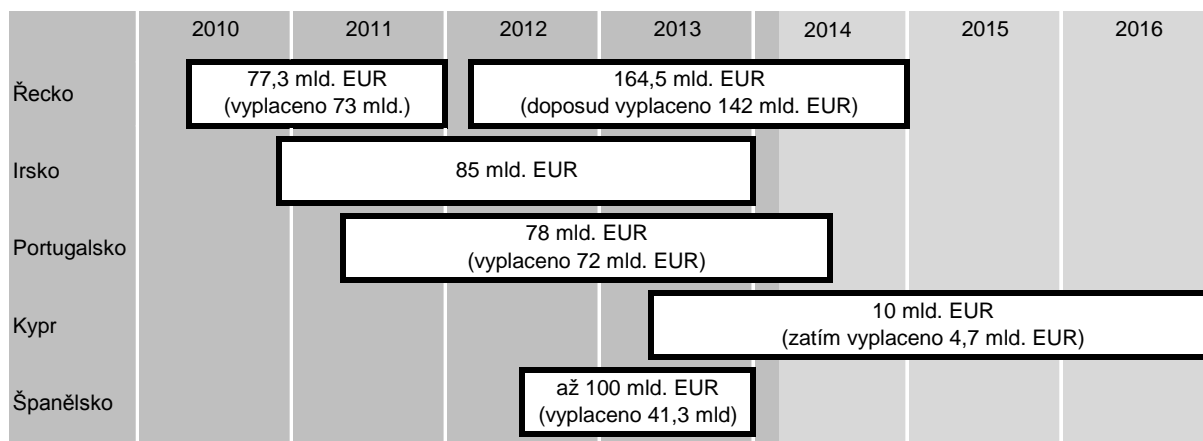 2010 2011 2012 2013 2014 2015 2016
Řecko
77,3 mld. EUR
(vyplaceno 73 mld.)
164,5 mld. EUR
(doposud vyplaceno 142 mld. EUR)
Irsko
85 mld. EUR
Portugalsko
78 mld. EUR
(vyplaceno 72 mld. EUR)
Kypr
10 mld. EUR
(zatím vyplaceno 4,7 mld. EUR)
Španělsko
až 100 mld. EUR
(vyplaceno 41,3 mld)